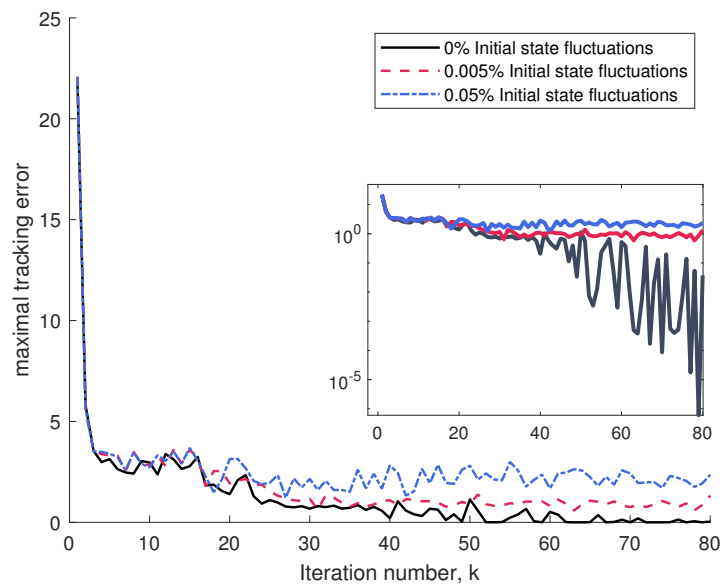 25
20
15
10
5
0
maximal tracking error
0% Initial state fluctuations
0.005% Initial state fluctuations
0.05% Initial state fluctuations
10^0
10^-5
0 20 40 60 80
0 10 20 30 40 50 60 70 80
Iteration number, k